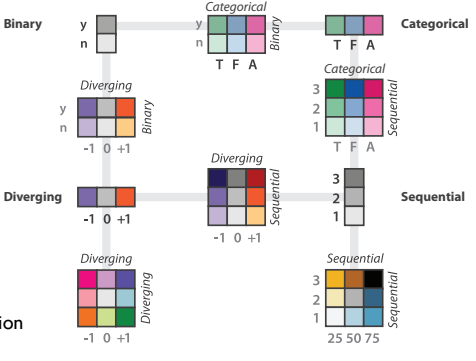 Binary
y
n
Categorical
y
n
Binary
T F A
Categorical
T F A
Diverging
y
n
Binary
-1 0 +1
Categorical
3
2
1
Sequential
T F A
Diverging
-1 0 +1
Diverging
Sequential
-1 0 +1
3
2
1
Sequential
Diverging
Diverging
-1 0 +1
Sequential
3
2
1
Sequential
25 50 75
ion